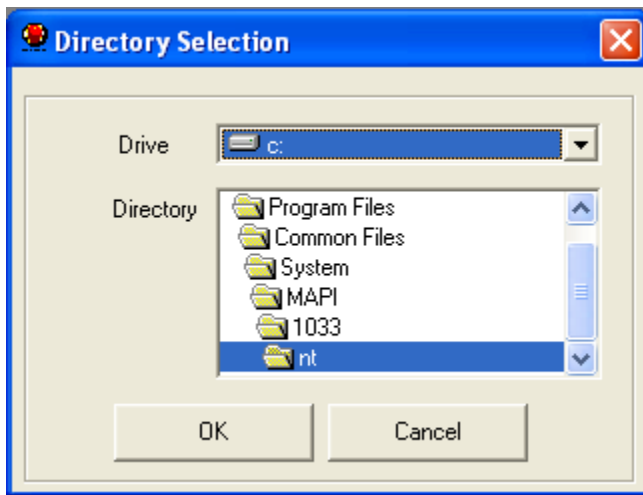 Directory Selection
Drive c:
Directory Program Files
Common Files
System
MAPI
1033
nt
OK Cancel